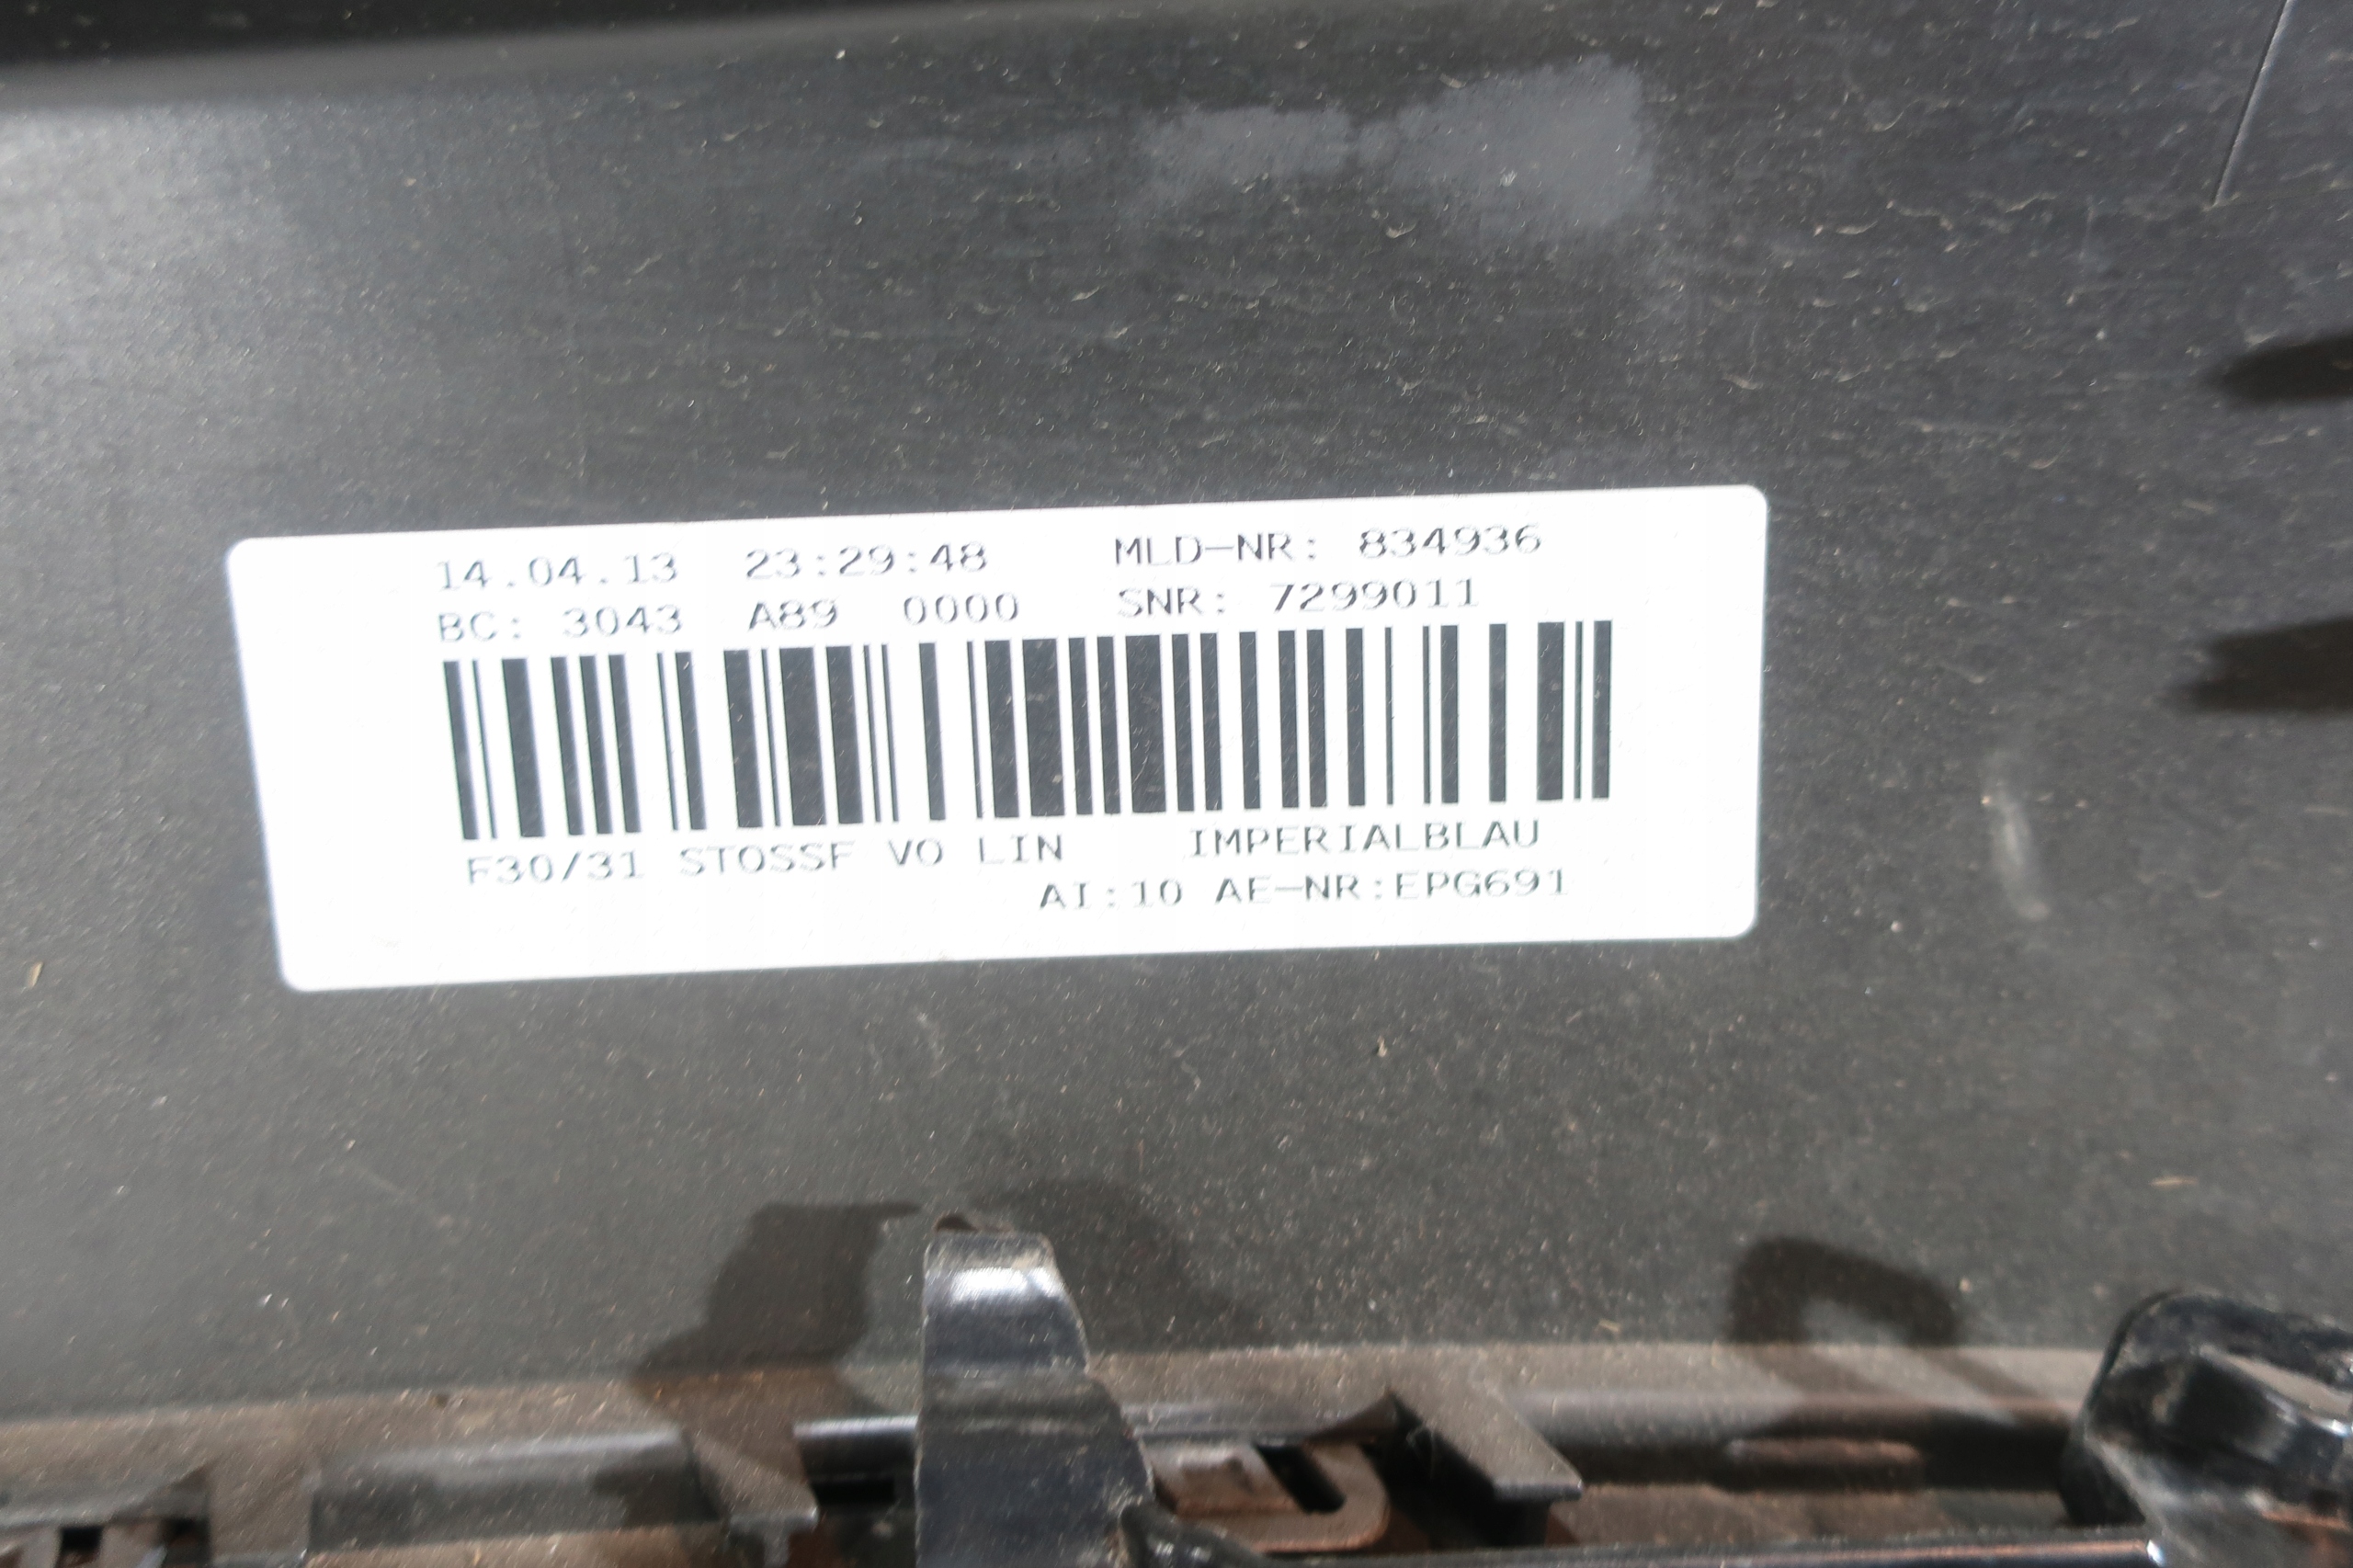 14.04.13 23:29:48 MLD-NR: 834936
BC: 3043 A89 0000 SNR: 7299011
F30/31 STOSSF VO LIN IMPERIALBLAU
AI:10 AE-NR:EPG691